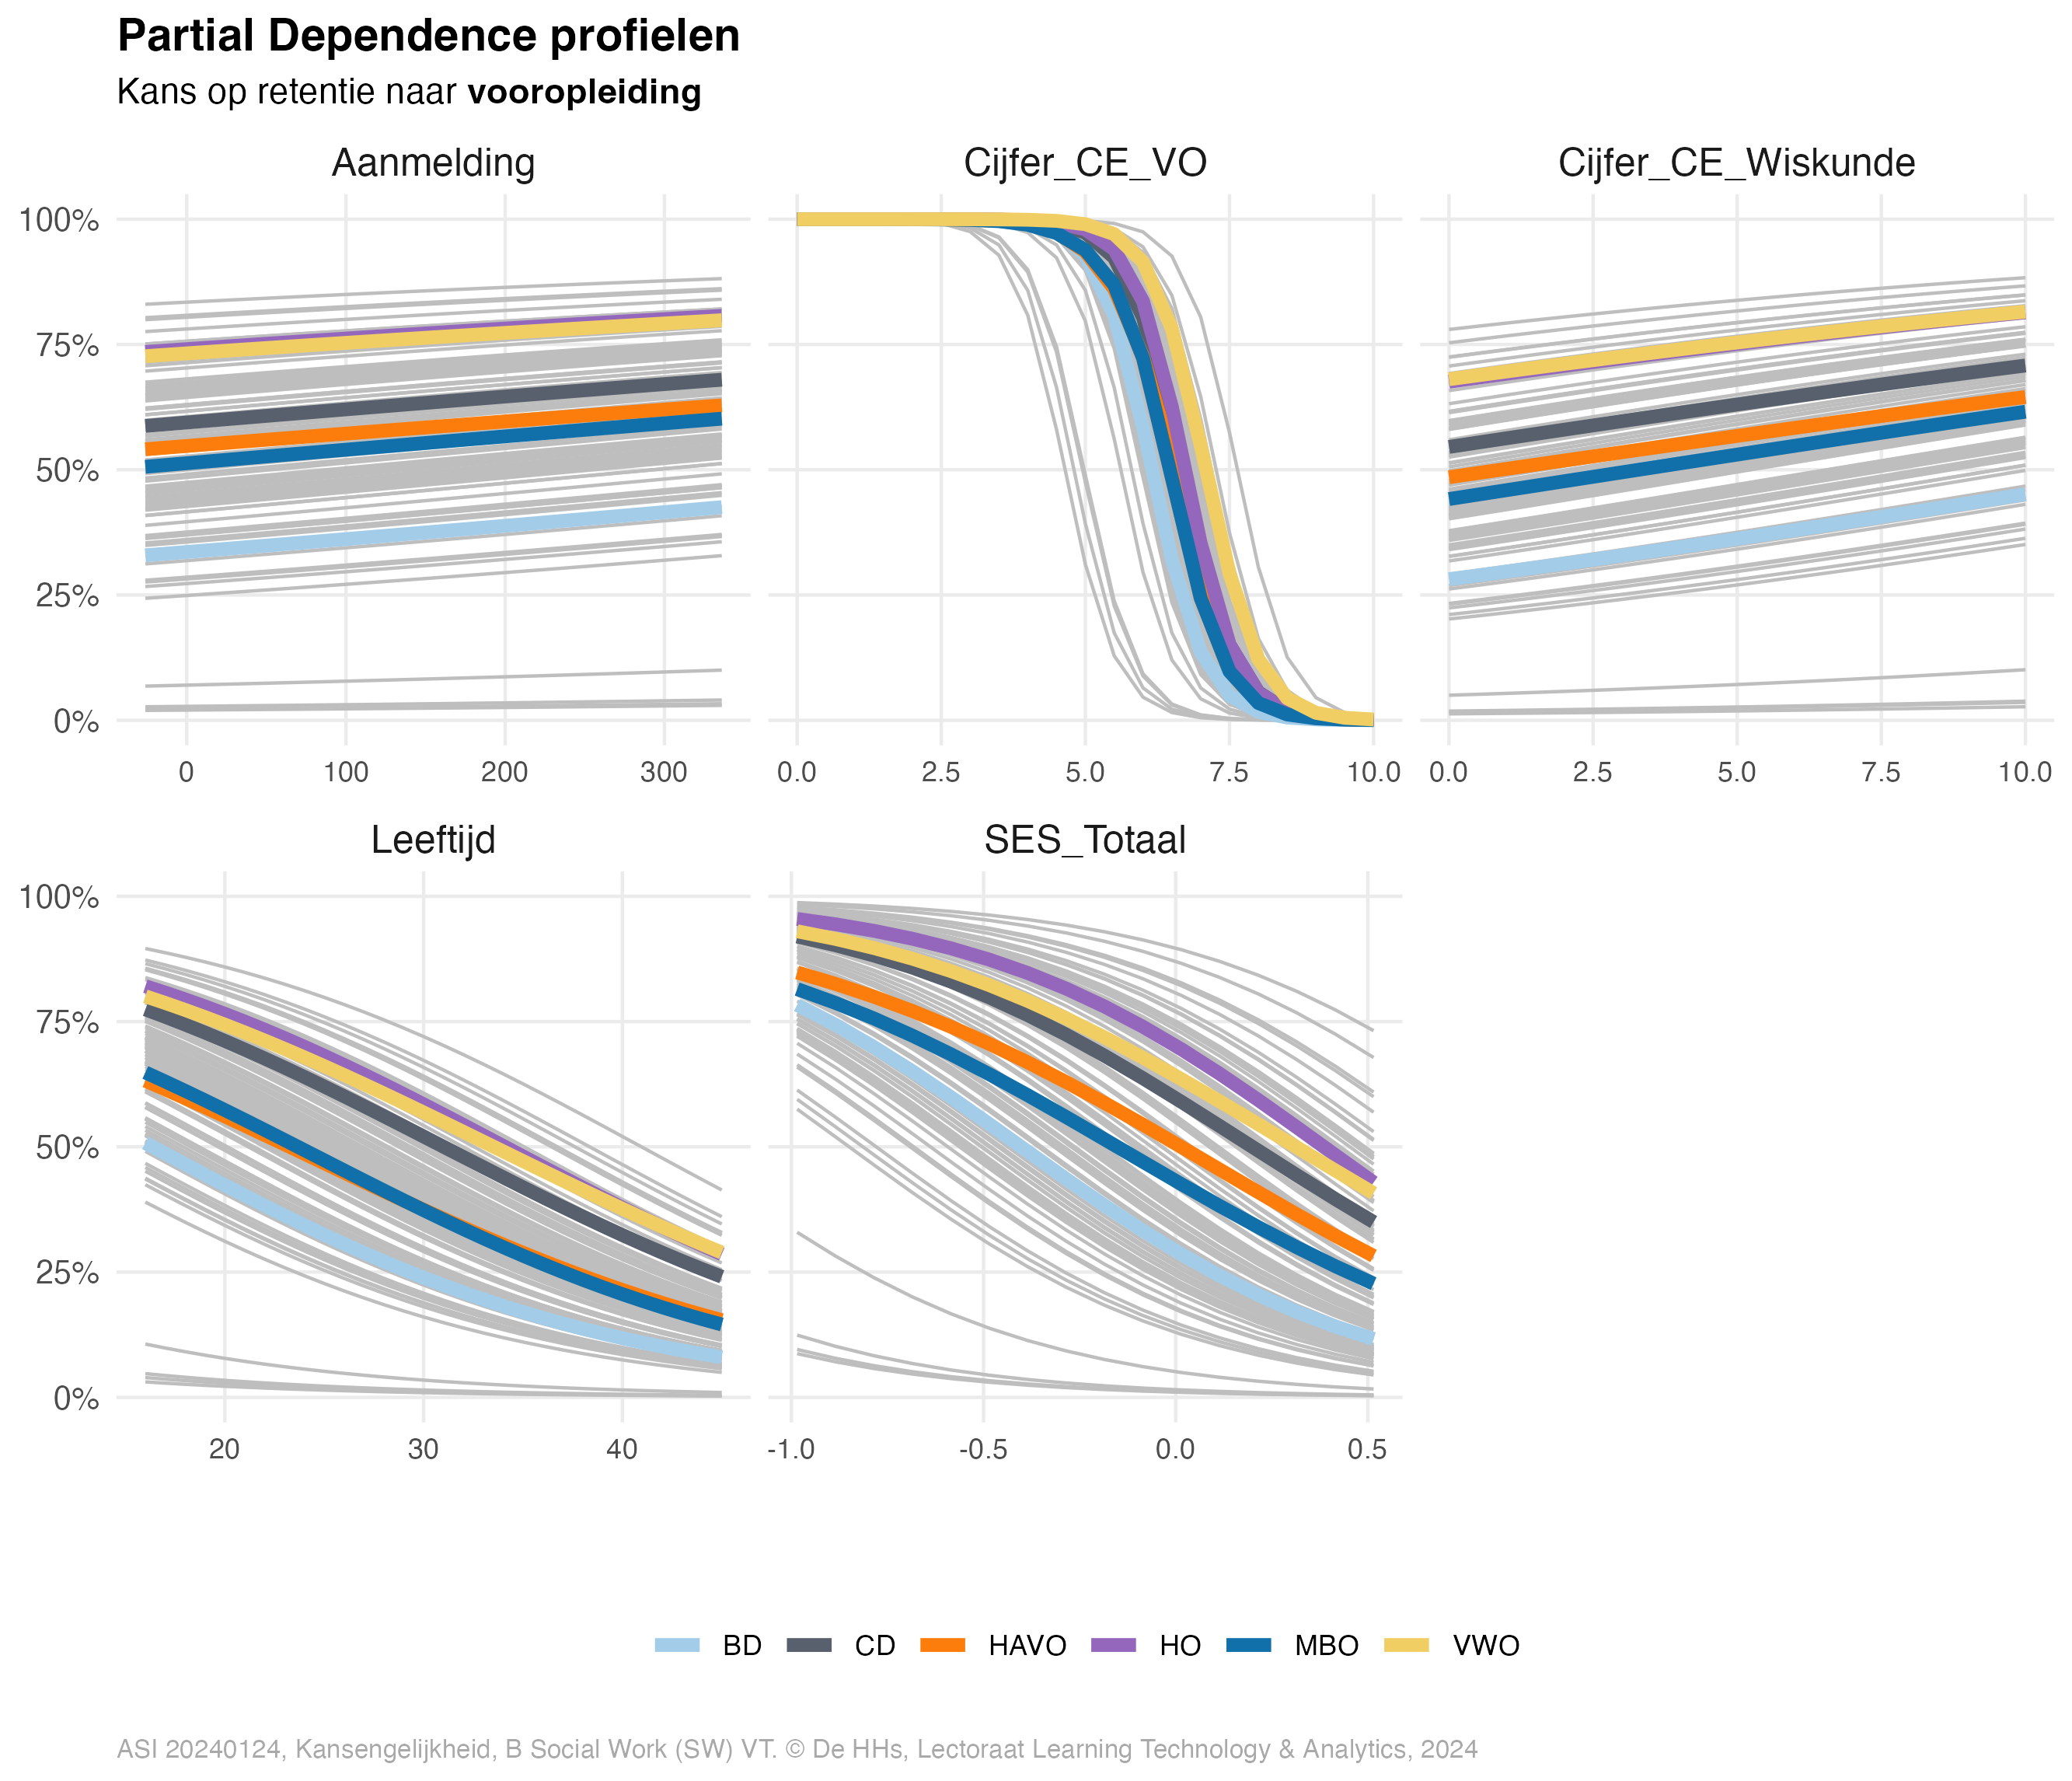 Partial Dependence profielen
Kans op retentie naar vooropleiding
Aanmelding
Cijfer_CE_VO
Cijfer_CE_Wiskunde
100%
75%
50%
25%
0%
0 100 200 300
0.0 2.5 5.0 7.5 10.0
0.0 2.5 5.0 7.5 10.0
Leeftijd
SES_Totaal
100%
75%
50%
25%
0%
20 30 40
-1.0 -0.5 0.0 0.5
BD CD HAVO HO MBO VWO
ASI 20240124, Kansengelijkheid, B Social Work (SW) VT. © De HHs, Lectoraat Learning Technology & Analytics, 2024